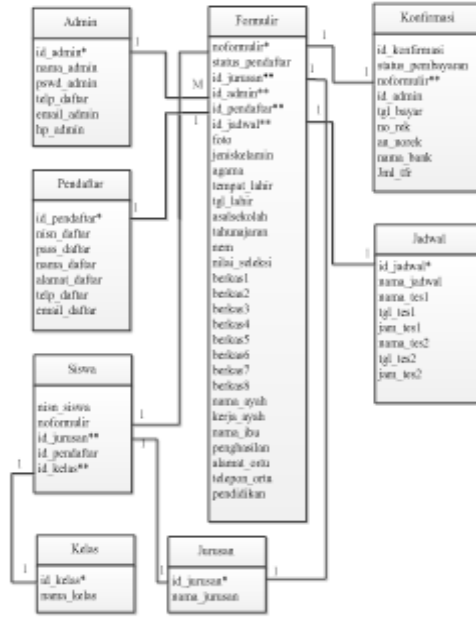 Admin
id_admin*
nama_admin
pswd_admin
telp_daftar
email_admin
hp_admin
Pendaftar
id_pendaftar*
nisn_daftar
pass_daftar
nama_daftar
alamat_daftar
telp_daftar
email_daftar
Siswa
nisn_siswa
noformulir
id_jurusan**
id_pendaftar
id_kelas**
Kelas
id_kelas*
nama_kelas
Jurusan
id_jurusan*
nama_jurusan
Formulir
noformulir*
status_pendaftar
id_jurusan**
id_admin**
id_pendaftar**
id_jadwal**
foto
jeniskelamin
agama
tempat_lahir
tgl_lahir
asalsekolah
tahunajaran
nem
nilai_seleksi
berkas1
berkas2
berkas3
berkas4
berkas5
berkas6
berkas7
berkas8
nama_ayah
kerja_ayah
nama_ibu
penghasilan
alamat_ortu
telepon_ortu
pendidikan
Konfirmasi
id_konfirmasi
status_pembayaran
noformulir**
id_admin
tgl_bayar
no_rek
an_norek
nama_bank
Jml_tfr
Jadwal
id_jadwal*
nama_jadwal
nama_tes1
tgl_tes1
jam_tes1
nama_tes2
tgl_tes2
jam_tes2
1
M
1
1
1
1
1
1
1
1
1
1
1
1
1